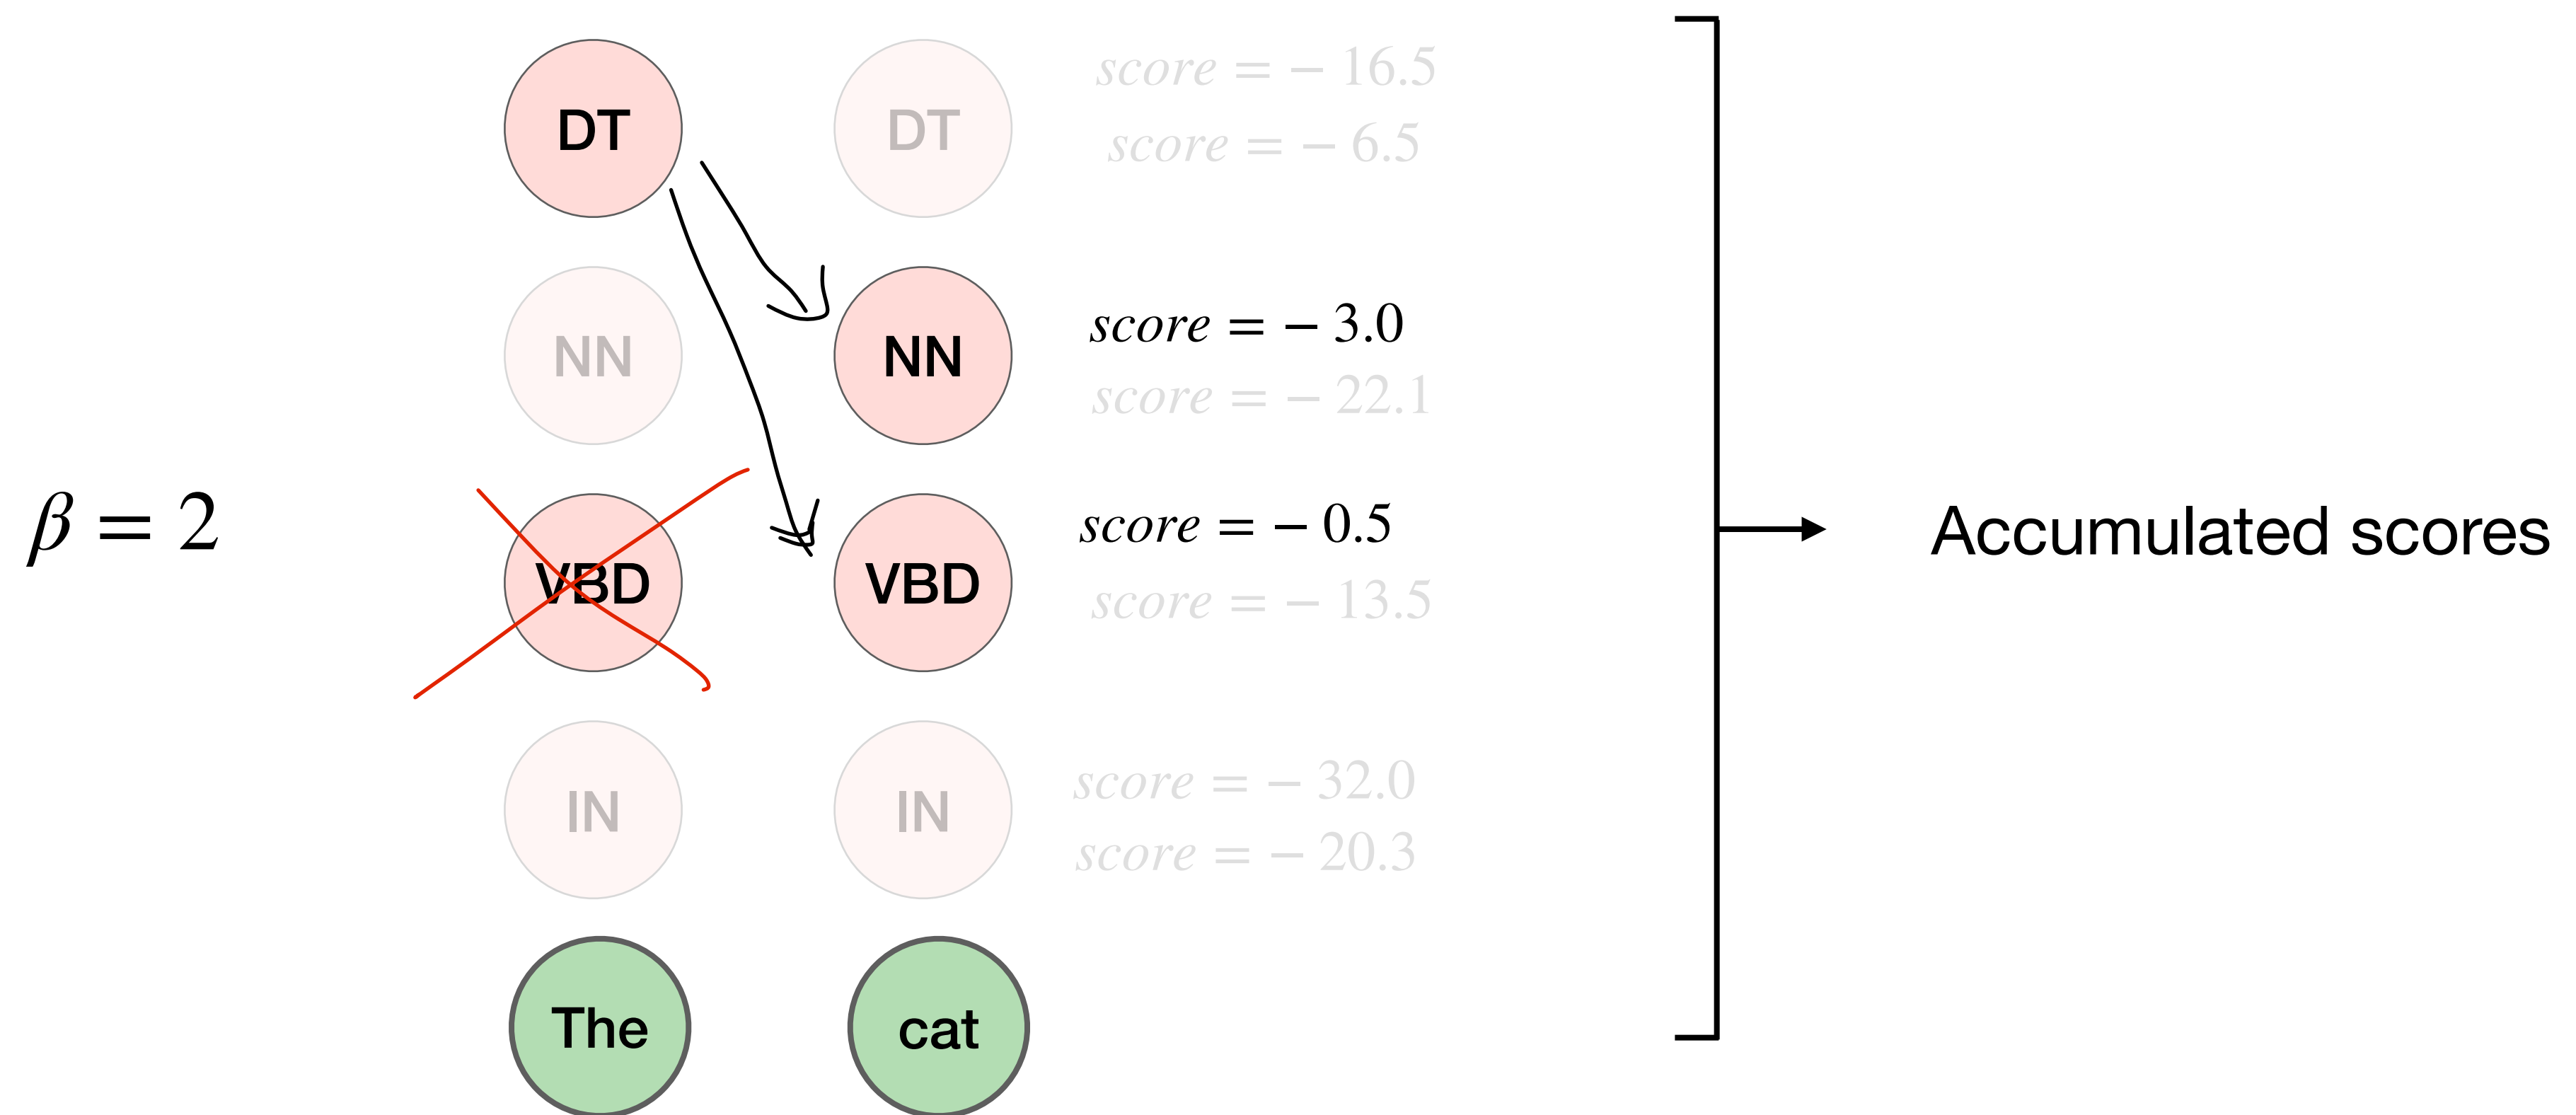 DT DT score = − 16.5
score = − 6.5
NN NN score = − 3.0
score = − 22.1
β = 2
VBD VBD score = − 0.5
score = − 13.5
Accumulated scores
IN IN score = − 32.0
score = − 20.3
The cat